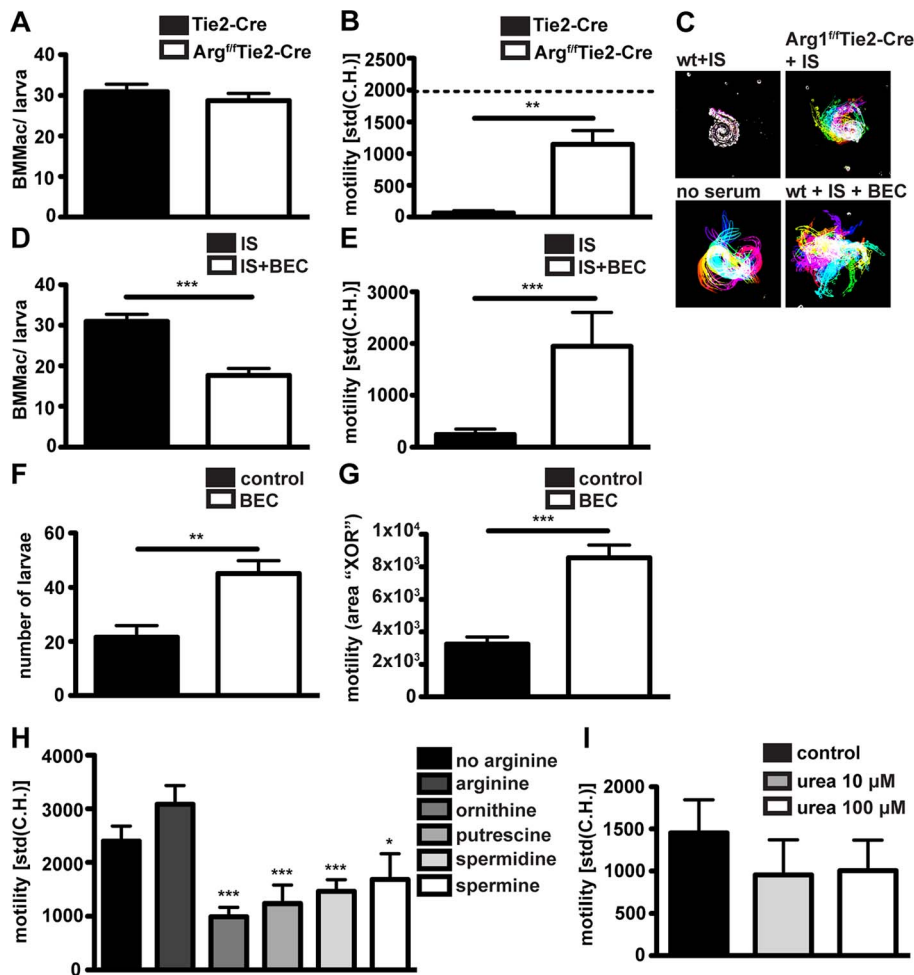 A
Tie2-Cre
Argf/fTie2-Cre
BMMac/ larva
40
30
20
10
0
B
Tie2-Cre
Argf/fTie2-Cre
motility [std(C.H.)]
2500
2000
1500
1000
500
0
**
C
wt+IS
Arg1f/fTie2-Cre
+ IS
no serum
wt + IS + BEC
D
IS
IS+BEC
BMMac/ larva
40
30
20
10
0
***
E
IS
IS+BEC
motility [std(C.H.)]
3000
2000
1000
0
***
F
control
BEC
number of larvae
60
40
20
0
**
G
control
BEC
motility (area “XOR”)
1x10⁴
8x10³
6x10³
4x10³
2x10³
0
***
H
motility [std(C.H.)]
4000
3000
2000
1000
0
*** *** *** *
no arginine
arginine
ornithine
putrescine
spermidine
spermine
I
control
urea 10 µM
urea 100 µM
motility [std(C.H.)]
2000
1500
1000
500
0